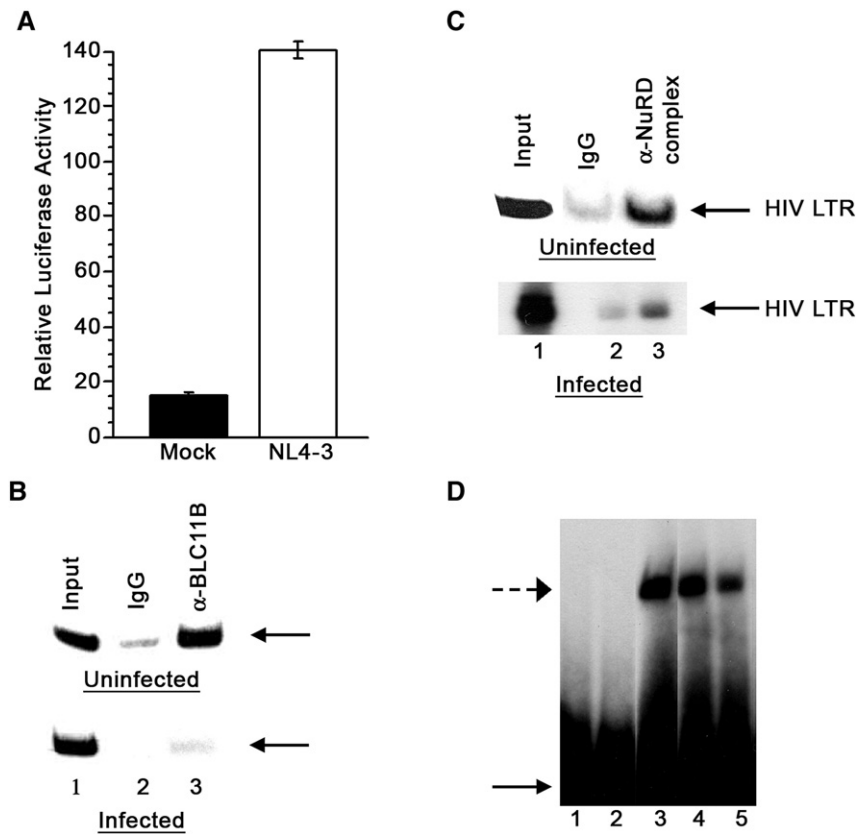 A
Relative Luciferase Activity
140
120
100
80
60
40
20
0
Mock NL4-3
B
Input
IgG
α-BLC11B
Uninfected
1 2 3
Infected
C
Input
IgG
α-NuRD
complex
HIV LTR
Uninfected
HIV LTR
1 2 3
Infected
D
1 2 3 4 5